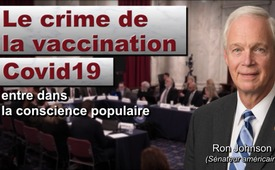 Le crime de
la vaccination
Covid19
entre dans
la conscience populaire
Ron Johnson
(Sénateur américain)